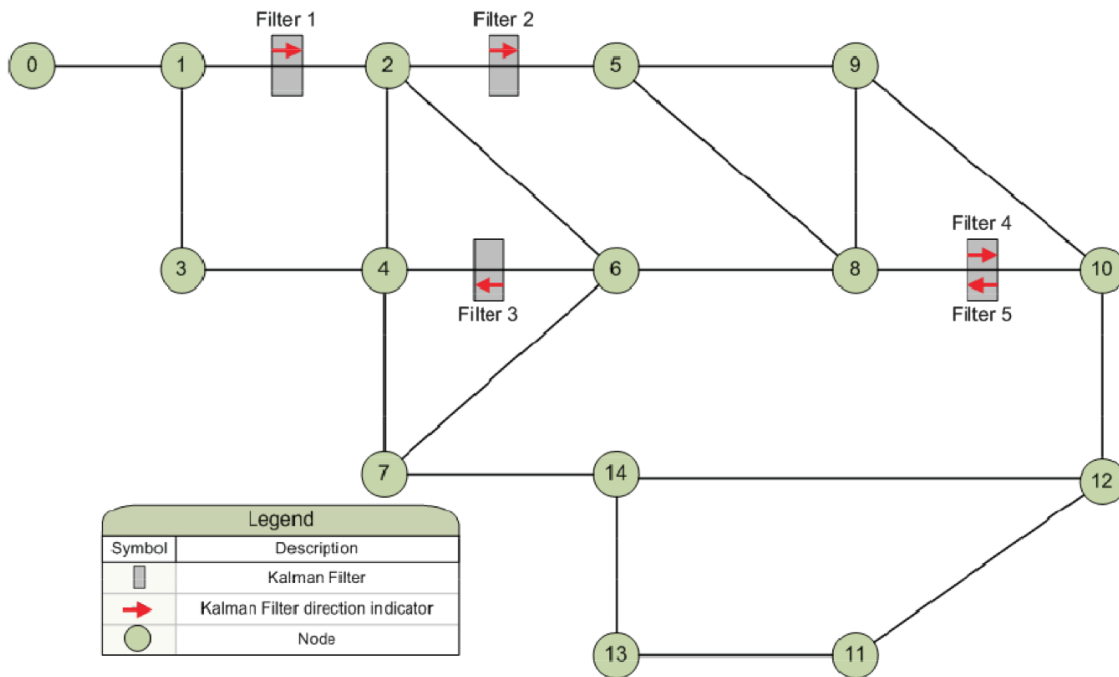 Filter 1
Filter 2
0
1
2
5
9
Filter 4
3
4
6
8
10
Filter 3
Filter 5
7
14
12
Legend
Symbol
Description
Kalman Filter
Kalman Filter direction indicator
Node
13
11